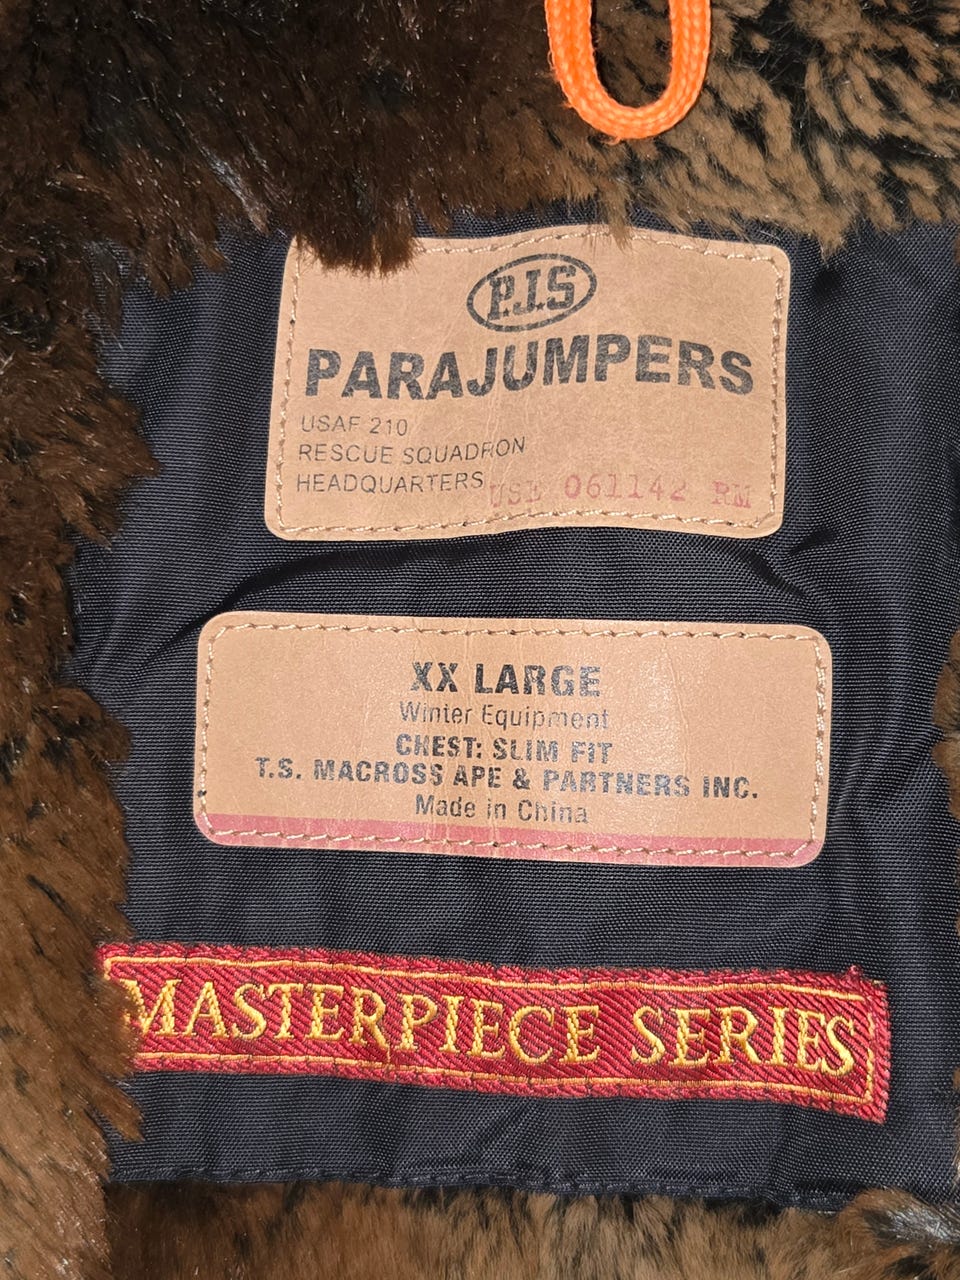 P.J.S
PARAJUMPERS
USAF 210
RESCUE SQUADRON
HEADQUARTERS
USE 061142 RM
XX LARGE
Winter Equipment
CHEST: SLIM FIT
T.S. MACROSS APE & PARTNERS INC.
Made in China
MASTERPIECE SERIES